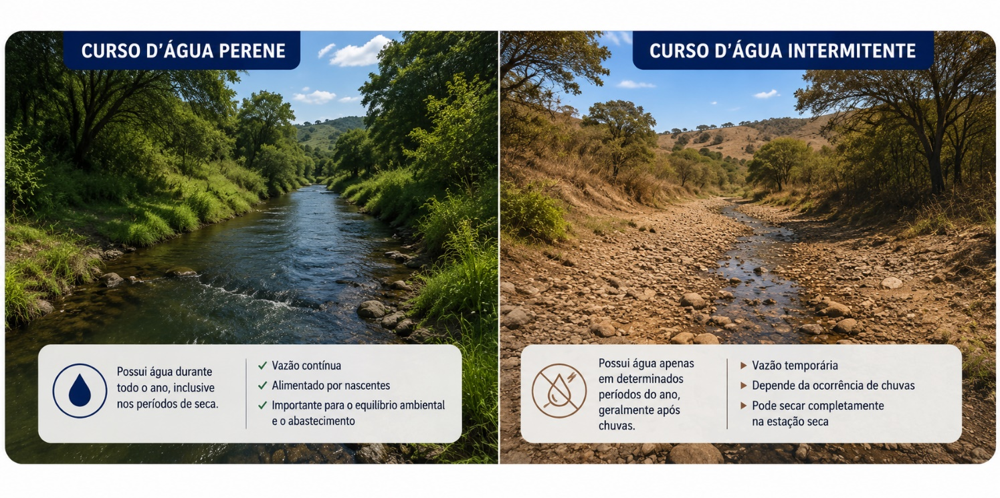 CURSO D’ÁGUA PERENE
Possui água durante
todo o ano, inclusive
nos períodos de seca.
Vazão contínua
Alimentado por nascentes
Importante para o equilíbrio ambiental
e o abastecimento
CURSO D’ÁGUA INTERMITENTE
Possui água apenas
em determinados
períodos do ano,
geralmente após
chuvas.
Vazão temporária
Depende da ocorrência de chuvas
Pode secar completamente
na estação seca